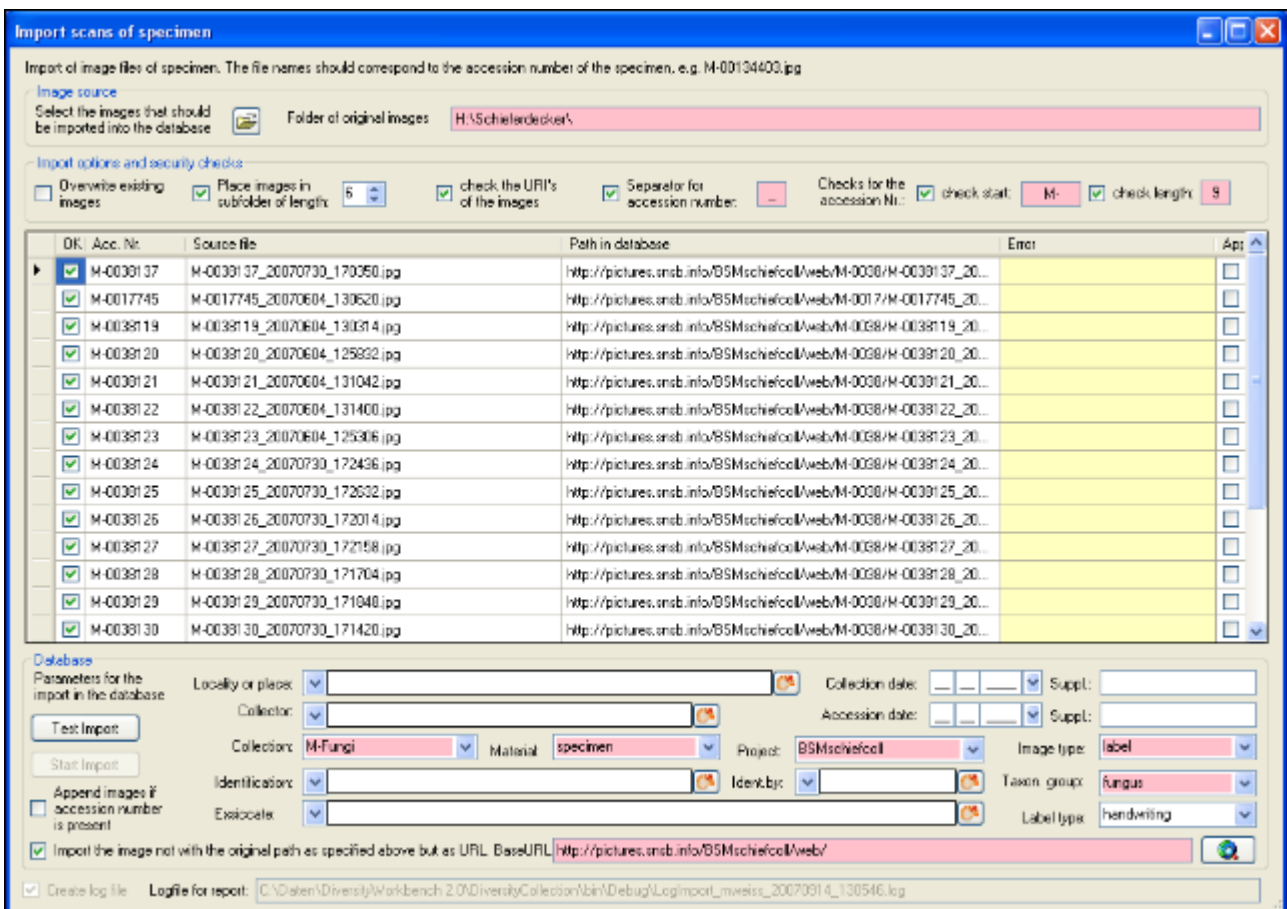 Import scans of specimen
Import of image files of specimen. The file names should correspond to the accession number of the specimen, e.g. M-00134403.jpg
Image source
Select the images that should be imported into the database
Folder of original images H:\Schieferdecker\
Import options and security checks
Overwrite existing images
Place images in subfolder of length: 6
check the URI's of the images
Separator for accession number: _
Checks for the accession Nr.:
check start: M-
check length: 9
OK Acc. Nr. Source file Path in database Error App
M-0038137 M-0038137_20070730_170350.jpg http://pictures.snsb.info/BSMschiefcoll/web/M-0038/M-0038137_20...
M-0017745 M-0017745_20070604_130620.jpg http://pictures.snsb.info/BSMschiefcoll/web/M-0017/M-0017745_20...
M-0038119 M-0038119_20070604_130314.jpg http://pictures.snsb.info/BSMschiefcoll/web/M-0038/M-0038119_20...
M-0038120 M-0038120_20070604_125832.jpg http://pictures.snsb.info/BSMschiefcoll/web/M-0038/M-0038120_20...
M-0038121 M-0038121_20070604_131042.jpg http://pictures.snsb.info/BSMschiefcoll/web/M-0038/M-0038121_20...
M-0038122 M-0038122_20070604_131400.jpg http://pictures.snsb.info/BSMschiefcoll/web/M-0038/M-0038122_20...
M-0038123 M-0038123_20070604_125306.jpg http://pictures.snsb.info/BSMschiefcoll/web/M-0038/M-0038123_20...
M-0038124 M-0038124_20070730_172436.jpg http://pictures.snsb.info/BSMschiefcoll/web/M-0038/M-0038124_20...
M-0038125 M-0038125_20070730_172632.jpg http://pictures.snsb.info/BSMschiefcoll/web/M-0038/M-0038125_20...
M-0038126 M-0038126_20070730_172014.jpg http://pictures.snsb.info/BSMschiefcoll/web/M-0038/M-0038126_20...
M-0038127 M-0038127_20070730_172158.jpg http://pictures.snsb.info/BSMschiefcoll/web/M-0038/M-0038127_20...
M-0038128 M-0038128_20070730_171704.jpg http://pictures.snsb.info/BSMschiefcoll/web/M-0038/M-0038128_20...
M-0038129 M-0038129_20070730_171848.jpg http://pictures.snsb.info/BSMschiefcoll/web/M-0038/M-0038129_20...
M-0038130 M-0038130_20070730_171420.jpg http://pictures.snsb.info/BSMschiefcoll/web/M-0038/M-0038130_20...
Database
Parameters for the import in the database
Test Import
Start Import
Append images if accession number is present
Locality or place: Collection date: __ __ ____ Suppl.:
Collector: Accession date: __ __ ____ Suppl.:
Collection: M-Fungi Material: specimen Project: BSMschiefcoll Image type: label
Identification: Ident.by: Taxon. group: fungus
Exsiccate: Label type: handwriting
Import the image not with the original path as specified above but as URL. BaseURL: http://pictures.snsb.info/BSMschiefcoll/web/
Create log file Logfile for report: C:\Daten\DiversityWorkbench 2.0\DiversityCollection\bin\Debug\LogImport_mweiss_20070914_130546.log